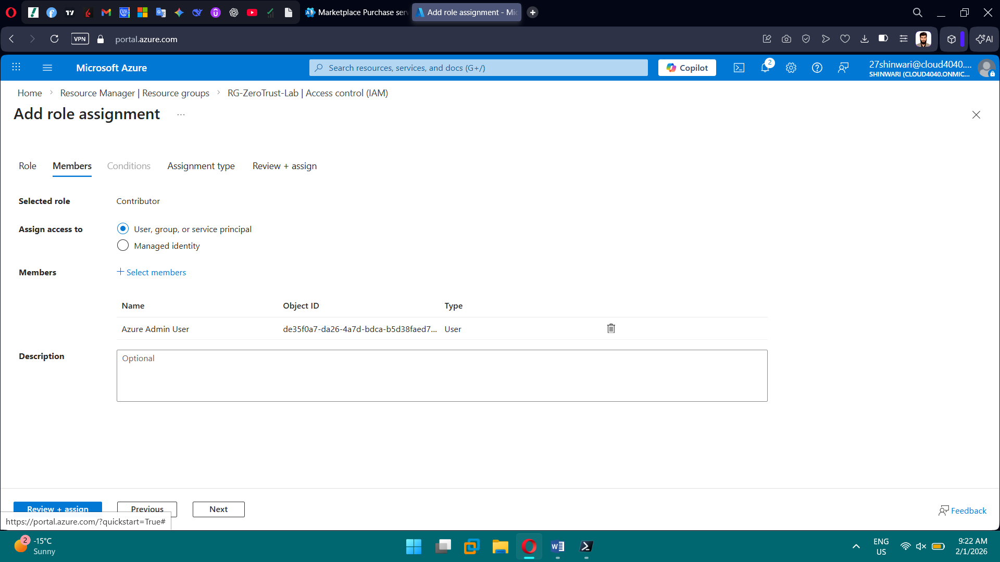 Marketplace Purchase ser
Add role assignment - Mic
VPN
portal.azure.com
AI
Microsoft Azure
Search resources, services, and docs (G+/)
Copilot
2
27shinwari@cloud4040....
SHINWARI (CLOUD4040.ONMIC...
Home > Resource Manager | Resource groups > RG-ZeroTrust-Lab | Access control (IAM)
Add role assignment ...
Role Members Conditions Assignment type Review + assign
Selected role Contributor
Assign access to User, group, or service principal
Managed identity
Members + Select members
Name Object ID Type
Azure Admin User de35f0a7-da26-4a7d-bdca-b5d38faed7... User
Description Optional
Review + assign Previous Next
Feedback
https://portal.azure.com/?quickstart=True#
2 -15°C
Sunny
ENG
US
9:22 AM
2/1/2026